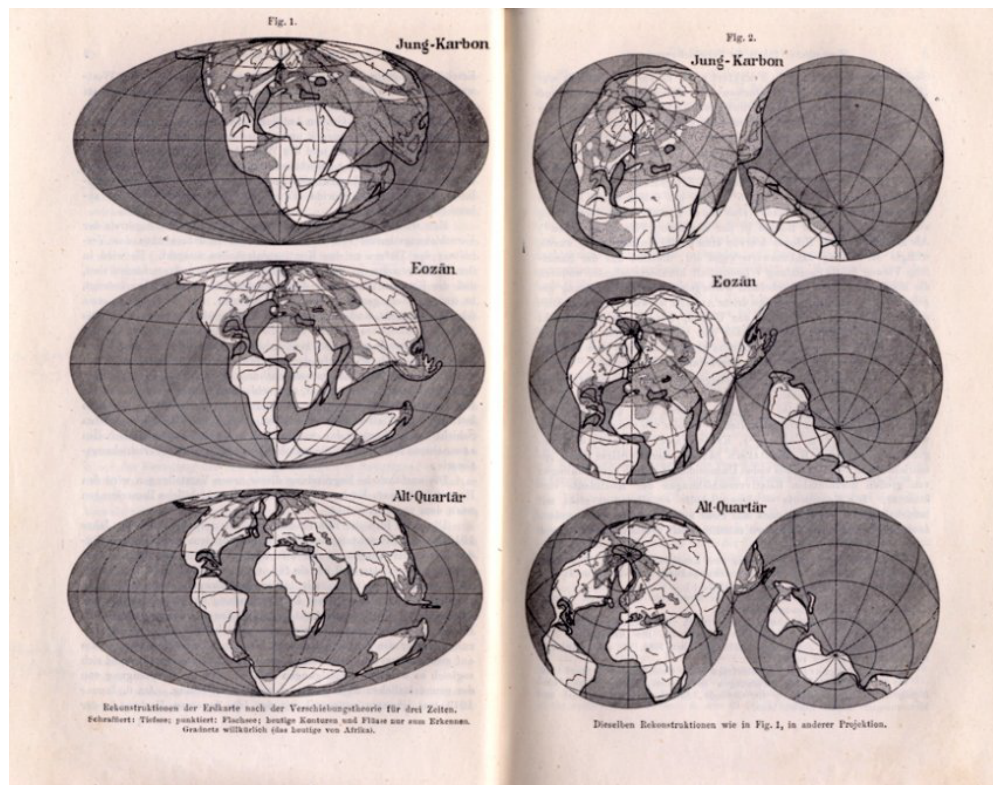 Fig. 1.
Jung-Karbon
Eozän
Alt-Quartär
Rekonstruktionen der Erdkarte nach der Verschiebungstheorie für drei Zeiten.
Schraffiert: Tiefsee; punktiert: Flachsee; heutige Konturen und Flüsse nur zum Erkennen.
Gradnetz willkürlich (das heutige von Afrika).
Fig. 2.
Jung-Karbon
Eozän
Alt-Quartär
Dieselben Rekonstruktionen wie in Fig. 1, in anderer Projektion.